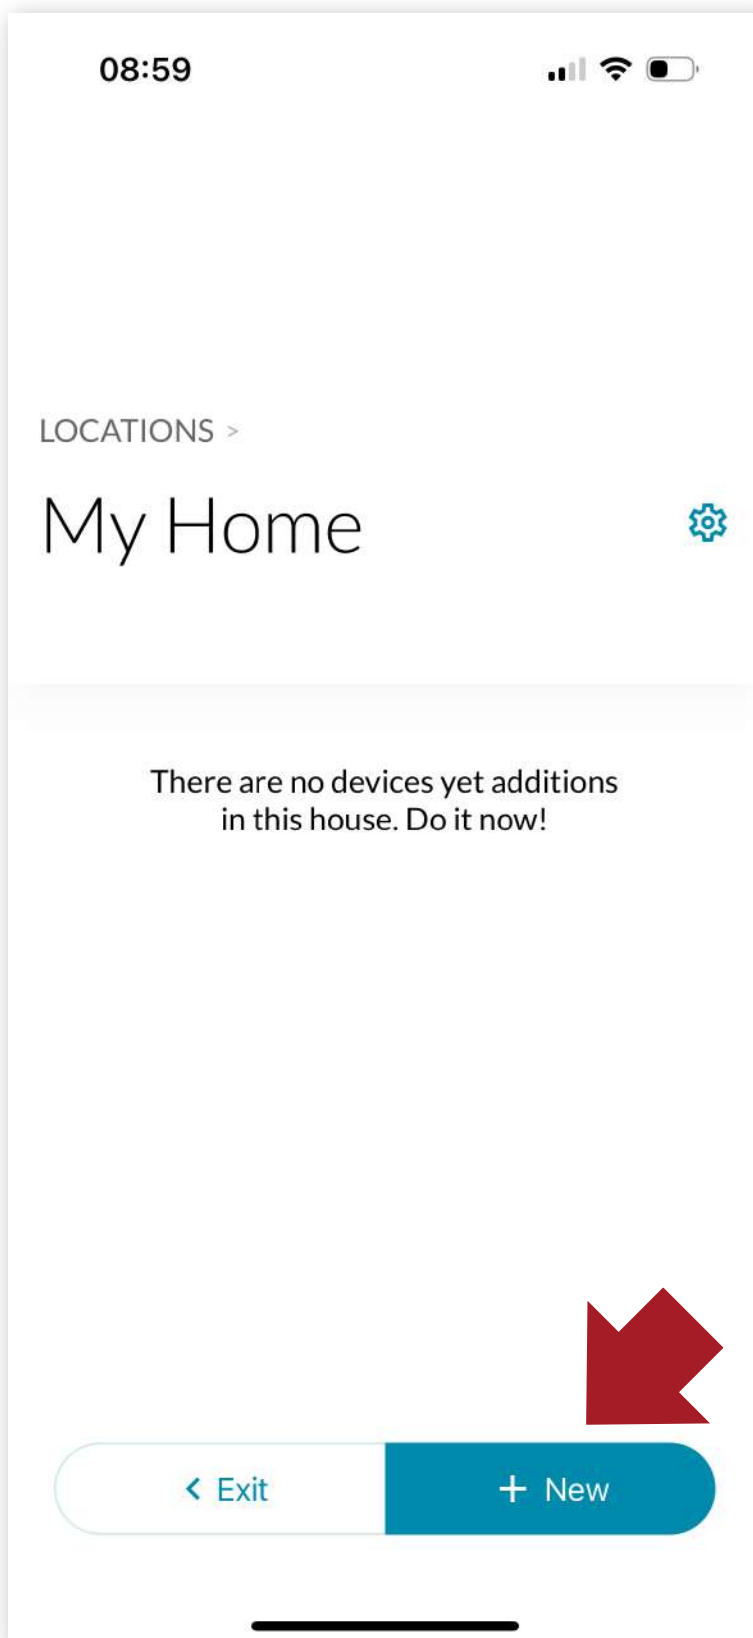 08:59
LOCATIONS >
My Home
There are no devices yet additions
in this house. Do it now!
< Exit
+ New